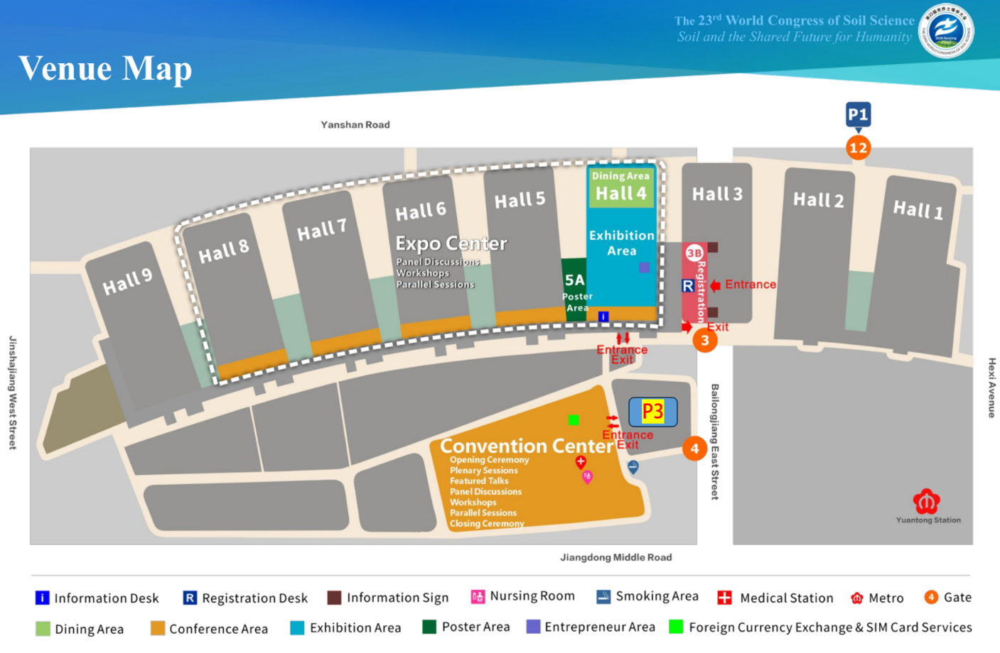 The 23rd World Congress of Soil Science
Soil and the Shared Future for Humanity
Venue Map
P1
Yanshan Road
12
Dining Area
Hall 4
Hall 3
Hall 2
Hall 1
Hall 5
Hall 6
Hall 7
Hall 8
Hall 9
Expo Center
Panel Discussions
Workshops
Parallel Sessions
Exhibition
Area
5A
Poster
Area
i
3B
Registration
R
Entrance
Exit
3
Entrance
Exit
Jinshajiang West Street
Hexi Avenue
Bailongjiang East Street
P3
Entrance
Exit
4
Convention Center
Opening Ceremony
Plenary Sessions
Featured Talks
Panel Discussions
Workshops
Parallel Sessions
Closing Ceremony
Yuantong Station
Jiangdong Middle Road
i Information Desk
R Registration Desk
Information Sign
Nursing Room
Smoking Area
Medical Station
Metro
4 Gate
Dining Area
Conference Area
Exhibition Area
Poster Area
Entrepreneur Area
Foreign Currency Exchange & SIM Card Services